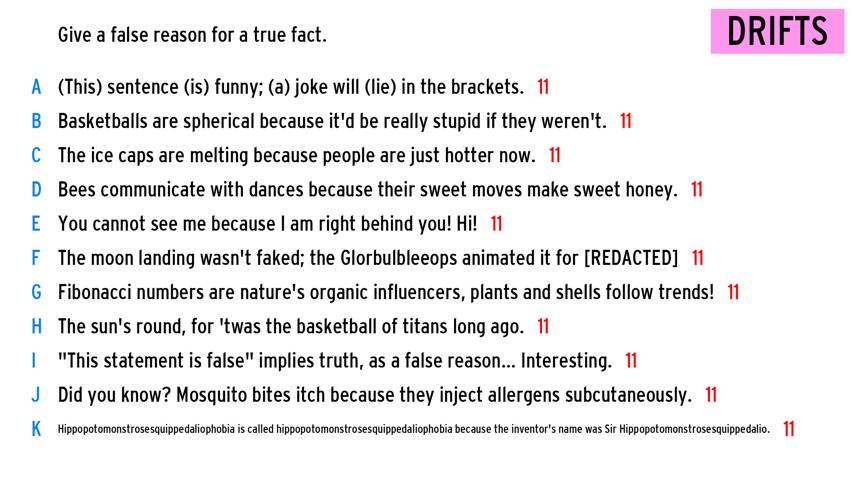 Give a false reason for a true fact.
DRIFTS
A (This) sentence (is) funny; (a) joke will (lie) in the brackets. 11
B Basketballs are spherical because it'd be really stupid if they weren't. 11
C The ice caps are melting because people are just hotter now. 11
D Bees communicate with dances because their sweet moves make sweet honey. 11
E You cannot see me because I am right behind you! Hi! 11
F The moon landing wasn't faked; the Glorbulbleeops animated it for [REDACTED] 11
G Fibonacci numbers are nature's organic influencers, plants and shells follow trends! 11
H The sun's round, for 'twas the basketball of titans long ago. 11
I "This statement is false" implies truth, as a false reason... Interesting. 11
J Did you know? Mosquito bites itch because they inject allergens subcutaneously. 11
K Hippopotomonstrosesquippedaliophobia is called hippopotomonstrosesquippedaliophobia because the inventor's name was Sir Hippopotomonstrosesquippedalio. 11